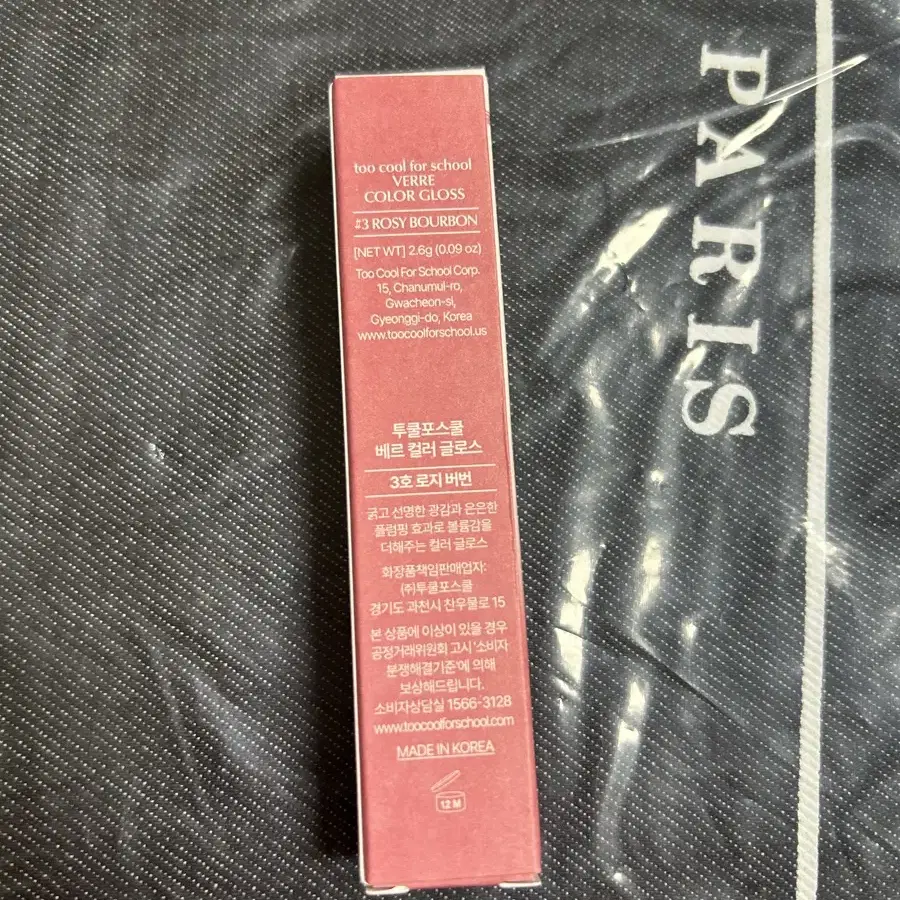 too cool for school
VERRE
COLOR GLOSS
#3 ROSY BOURBON
[NET WT] 2.6g (0.09 oz)
Too Cool For School Corp.
15, Chanumul-ro,
Gwacheon-si,
Gyeonggi-do, Korea
www.toocoolforschool.us
투쿨포스쿨
베르 컬러 글로스
3호 로지 버번
굵고 선명한 광감과 은은한
플럼핑 효과로 볼륨감을
더해주는 컬러 글로스
화장품책임판매업자:
(주)투쿨포스쿨
경기도 과천시 찬우물로 15
본 상품에 이상이 있을 경우
공정거래위원회 고시 '소비자
분쟁해결기준'에 의해
보상해드립니다.
소비자상담실 1566-3128
www.toocoolforschool.com
MADE IN KOREA
12 M
PARIS